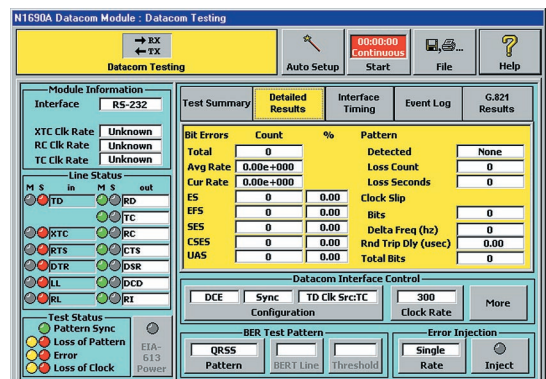 N1690A Datacom Module : Datacom Testing
→ RX
← TX
Datacom Testing
Auto Setup
00:00:00
Continuous
Start
File
Help
Module Information
Interface RS-232
XTC Clk Rate Unknown
RC Clk Rate Unknown
TC Clk Rate Unknown
Line Status
M S in M S out
TD RD
TC
XTC RC
RTS CTS
DTR DSR
LL DCD
RL RI
Test Status
Pattern Sync
Loss of Pattern
Error
Loss of Clock
EIA-613 Power
Test Summary
Detailed Results
Interface Timing
Event Log
G.821 Results
Bit Errors Count % Pattern
Total 0 Detected None
Avg Rate 0.00e+000 Loss Count 0
Cur Rate 0.00e+000 Loss Seconds 0
ES 0 0.00 Clock Slip
EFS 0 0.00 Bits 0
SES 0 0.00 Delta Freq (hz) 0
CSES 0 0.00 Rnd Trip Dly (usec) 0.00
UAS 0 0.00 Total Bits 0
Datacom Interface Control
DCE Sync TD Clk Src:TC
Configuration
300
Clock Rate
More
BER Test Pattern
QRSS
Pattern
BERT Line
Threshold
Error Injection
Single
Rate
Inject